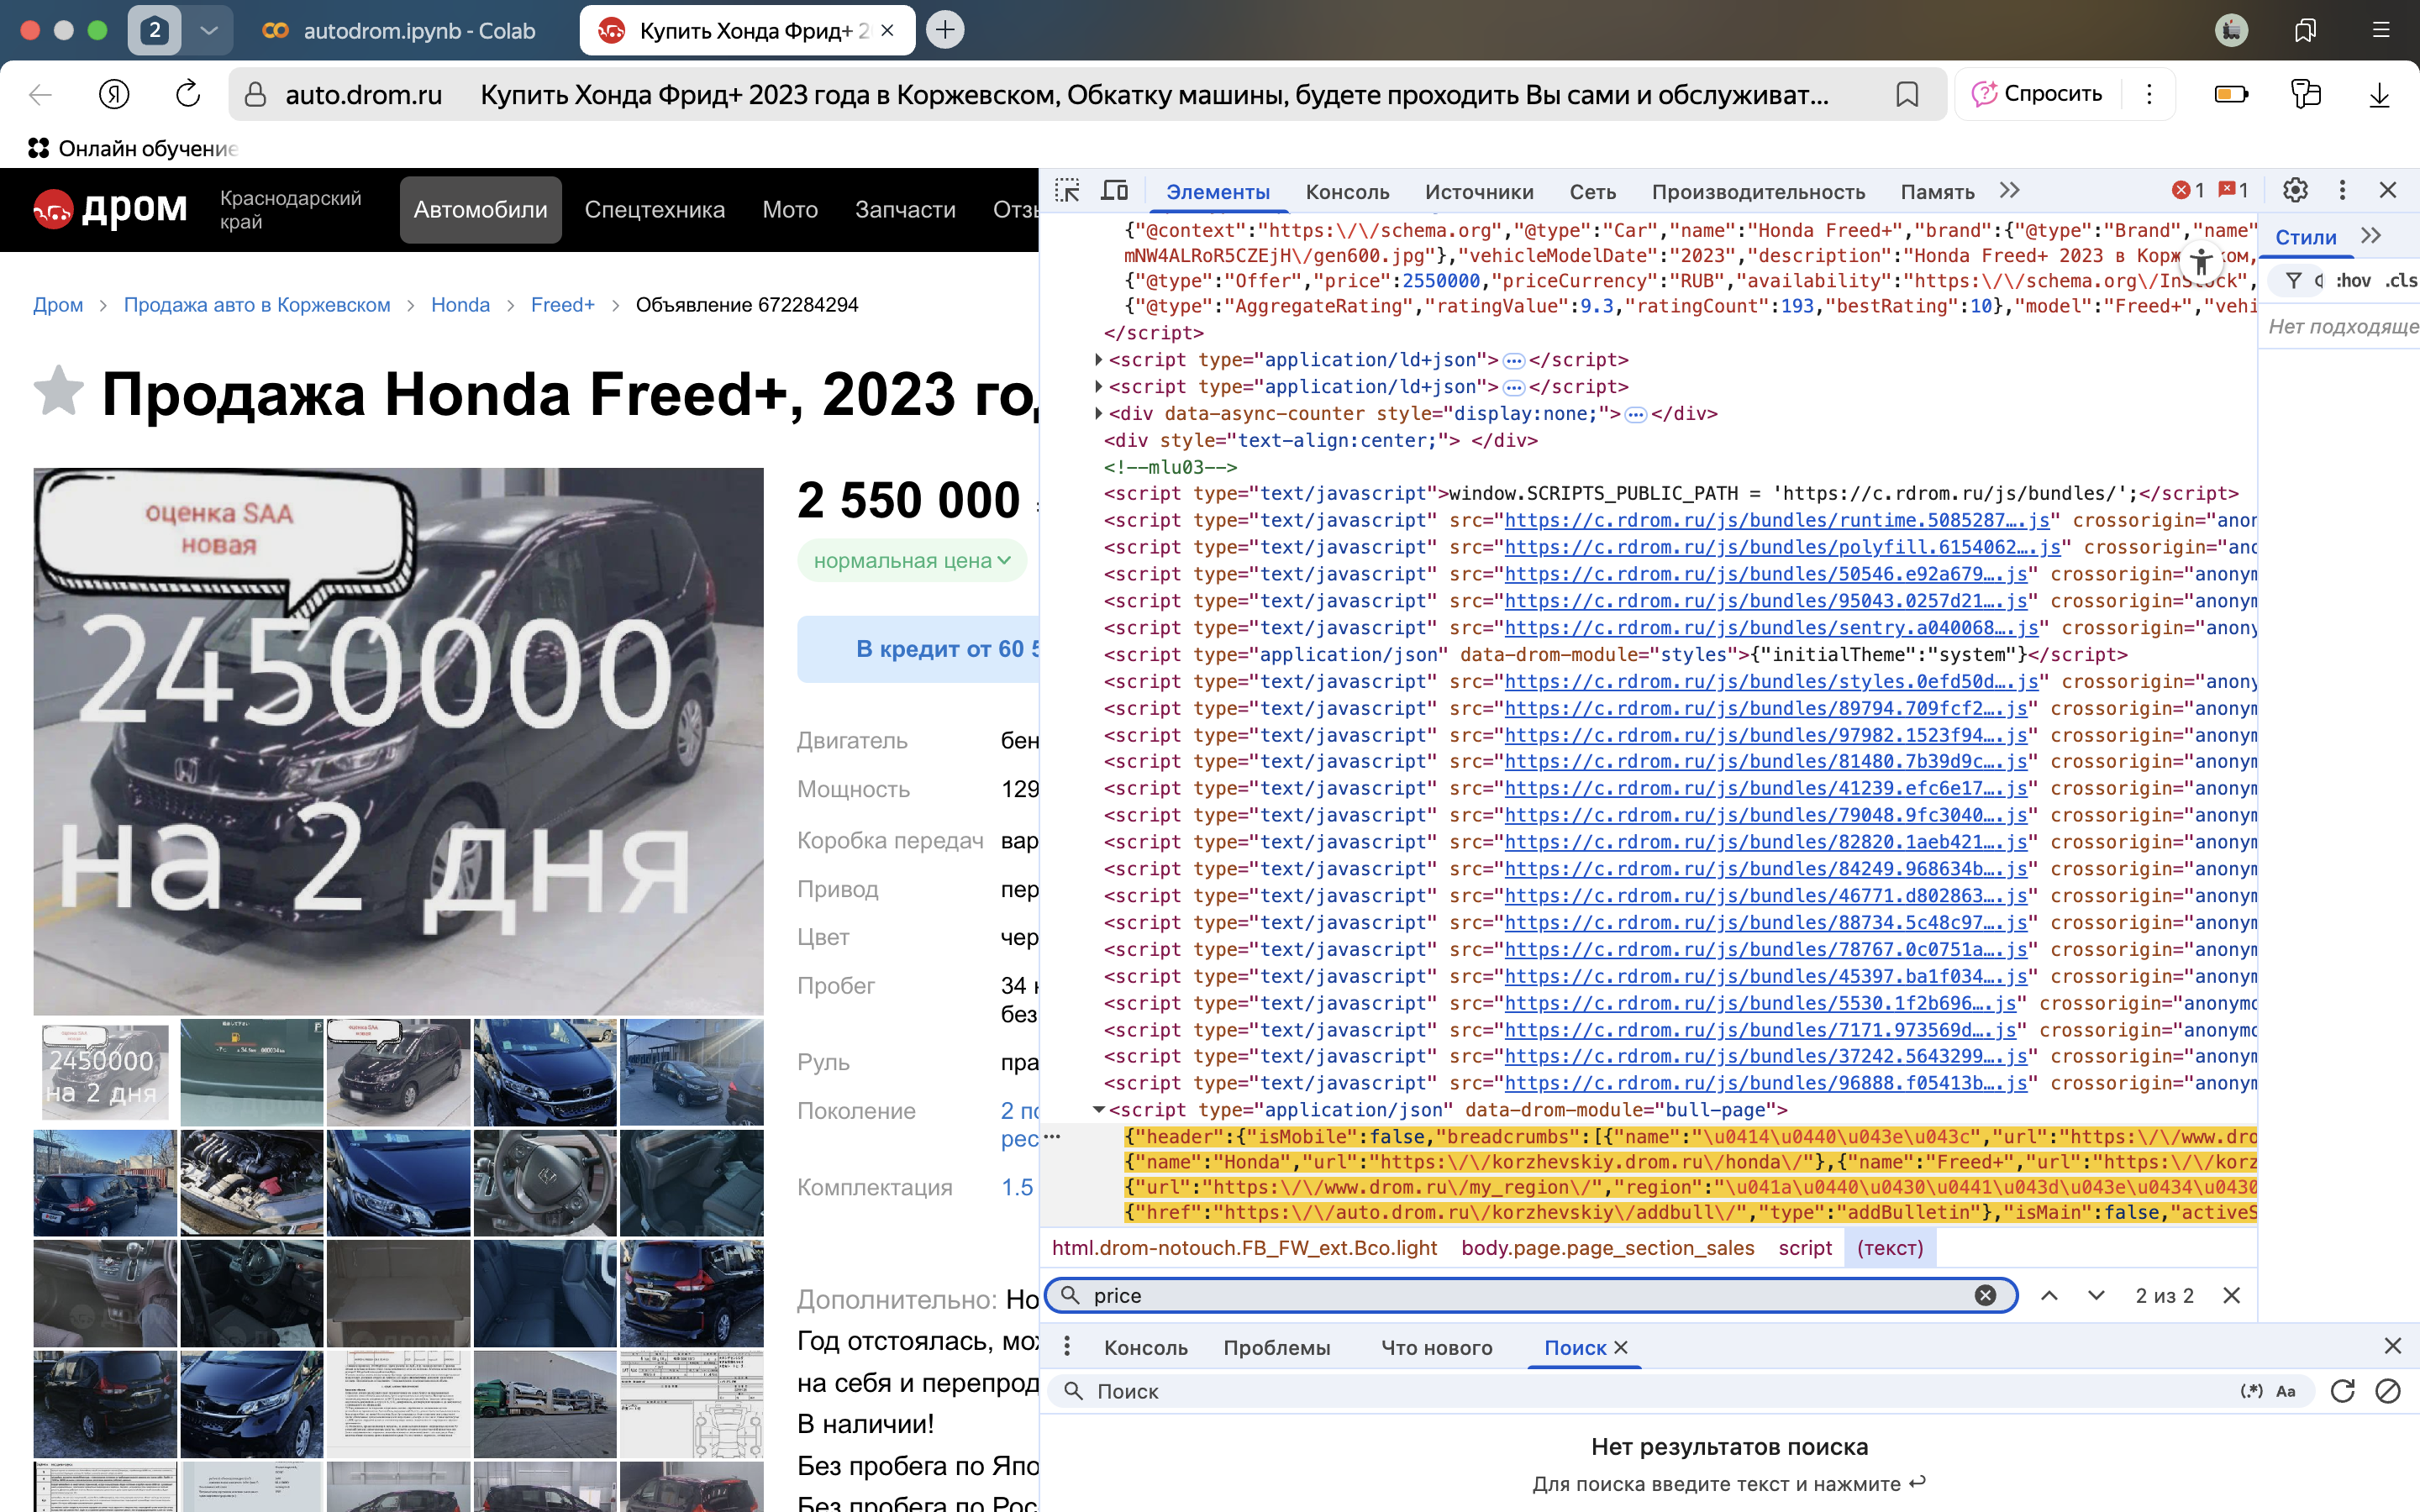 2
autodrom.ipynb - Colab
Купить Хонда Фрид+ 2
auto.drom.ru
Купить Хонда Фрид+ 2023 года в Коржевском, Обкатку машины, будете проходить Вы сами и обслуживат...
Спросить
Онлайн обучение
дром
Краснодарский
край
Автомобили
Спецтехника
Мото
Запчасти
Отзы
Дром > Продажа авто в Коржевском > Honda > Freed+ > Объявление 672284294
Продажа Honda Freed+, 2023 го
оценка SAA
новая
2450000
на 2 дня
2 550 000
нормальная цена
В кредит от 60 5
Двигатель бен
Мощность 129
Коробка передач вар
Привод пер
Цвет чер
Пробег 34
без
Руль пра
Поколение 2 по
рес
Комплектация 1.5
Дополнительно: Но
Год отстоялась, мо
на себя и перепрод
В наличии!
Без пробега по Япо
Без пробега по Рос
Элементы
Консоль
Источники
Сеть
Производительность
Память
1
1
{"@context":"https:\/\/schema.org","@type":"Car","name":"Honda Freed+","brand":{"@type":"Brand","name"
mNW4ALRoR5CZEjH\/gen600.jpg"},"vehicleModelDate":"2023","description":"Honda Freed+ 2023 в Корж
{"@type":"Offer","price":2550000,"priceCurrency":"RUB","availability":"https:\/\/schema.org\/InStock",
{"@type":"AggregateRating","ratingValue":9.3,"ratingCount":193,"bestRating":10},"model":"Freed+","vehi
</script>
<script type="application/ld+json"></script>
<script type="application/ld+json"></script>
<div data-async-counter style="display:none;"></div>
<div style="text-align:center;"> </div>
<!--mlu03-->
<script type="text/javascript">window.SCRIPTS_PUBLIC_PATH = 'https://c.rdrom.ru/js/bundles/';</script>
<script type="text/javascript" src="https://c.rdrom.ru/js/bundles/runtime.5085287….js" crossorigin="anon
<script type="text/javascript" src="https://c.rdrom.ru/js/bundles/polyfill.6154062….js" crossorigin="ano
<script type="text/javascript" src="https://c.rdrom.ru/js/bundles/50546.e92a679….js" crossorigin="anonym
<script type="text/javascript" src="https://c.rdrom.ru/js/bundles/95043.0257d21….js" crossorigin="anonym
<script type="text/javascript" src="https://c.rdrom.ru/js/bundles/sentry.a040068….js" crossorigin="anony
<script type="application/json" data-drom-module="styles">{"initialTheme":"system"}</script>
<script type="text/javascript" src="https://c.rdrom.ru/js/bundles/styles.0efd50d….js" crossorigin="anony
<script type="text/javascript" src="https://c.rdrom.ru/js/bundles/89794.709fcf2….js" crossorigin="anonym
<script type="text/javascript" src="https://c.rdrom.ru/js/bundles/97982.1523f94….js" crossorigin="anonym
<script type="text/javascript" src="https://c.rdrom.ru/js/bundles/81480.7b39d9c….js" crossorigin="anonym
<script type="text/javascript" src="https://c.rdrom.ru/js/bundles/41239.efc6e17….js" crossorigin="anonym
<script type="text/javascript" src="https://c.rdrom.ru/js/bundles/79048.9fc3040….js" crossorigin="anonym
<script type="text/javascript" src="https://c.rdrom.ru/js/bundles/82820.1aeb421….js" crossorigin="anonym
<script type="text/javascript" src="https://c.rdrom.ru/js/bundles/84249.968634b….js" crossorigin="anonym
<script type="text/javascript" src="https://c.rdrom.ru/js/bundles/46771.d802863….js" crossorigin="anonym
<script type="text/javascript" src="https://c.rdrom.ru/js/bundles/88734.5c48c97….js" crossorigin="anonym
<script type="text/javascript" src="https://c.rdrom.ru/js/bundles/78767.0c0751a….js" crossorigin="anonym
<script type="text/javascript" src="https://c.rdrom.ru/js/bundles/45397.ba1f034….js" crossorigin="anonym
<script type="text/javascript" src="https://c.rdrom.ru/js/bundles/5530.1f2b696….js" crossorigin="anonymo
<script type="text/javascript" src="https://c.rdrom.ru/js/bundles/7171.973569d….js" crossorigin="anonymo
<script type="text/javascript" src="https://c.rdrom.ru/js/bundles/37242.5643299….js" crossorigin="anonym
<script type="text/javascript" src="https://c.rdrom.ru/js/bundles/96888.f05413b….js" crossorigin="anonym
<script type="application/json" data-drom-module="bull-page">
{"header":{"isMobile":false,"breadcrumbs":[{"name":"\u0414\u0440\u043e\u043c","url":"https:\/\/www.dro
{"name":"Honda","url":"https:\/\/korzhevskiy.drom.ru\/honda\/"},{"name":"Freed+","url":"https:\/\/korz
{"url":"https:\/\/www.drom.ru\/my_region\/","region":"\u041a\u0440\u0430\u0441\u043d\u043e\u0434\u0430
{"href":"https:\/\/auto.drom.ru\/korzhevskiy\/addbull\/","type":"addBulletin"},"isMain":false,"activeS
html.drom-notouch.FB_FW_ext.Bco.light
body.page.page_section_sales
script
(текст)
price
2 из 2
Консоль
Проблемы
Что нового
Поиск
Поиск
(.*)
Aa
Нет результатов поиска
Для поиска введите текст и нажмите ↩
Стили
:hov
.cls
Нет подходяще